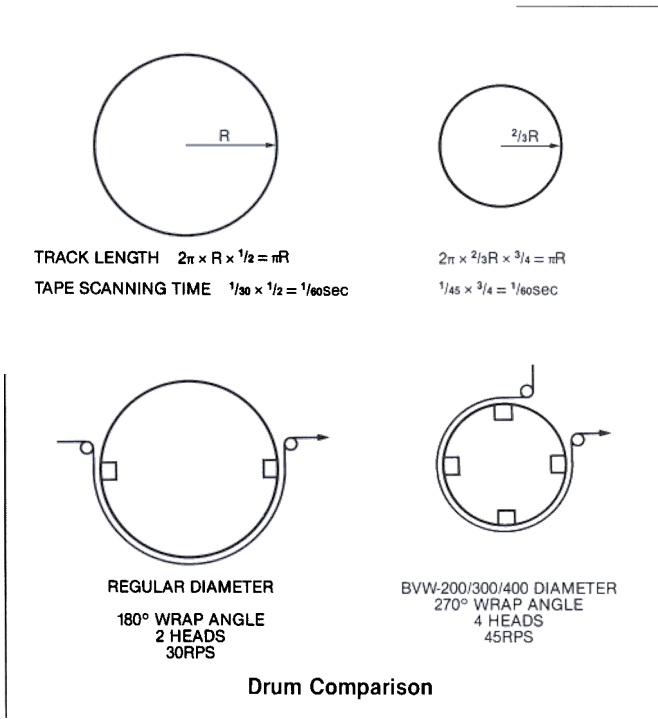 R
²/₃R
TRACK LENGTH 2π × R × ¹/₂ = πR
2π × ²/₃R × ³/₄ = πR
TAPE SCANNING TIME ¹/₃₀ × ¹/₂ = ¹/₆₀sec
¹/₄₅ × ³/₄ = ¹/₆₀sec
REGULAR DIAMETER
180° WRAP ANGLE
2 HEADS
30RPS
BVW-200/300/400 DIAMETER
270° WRAP ANGLE
4 HEADS
45RPS
Drum Comparison